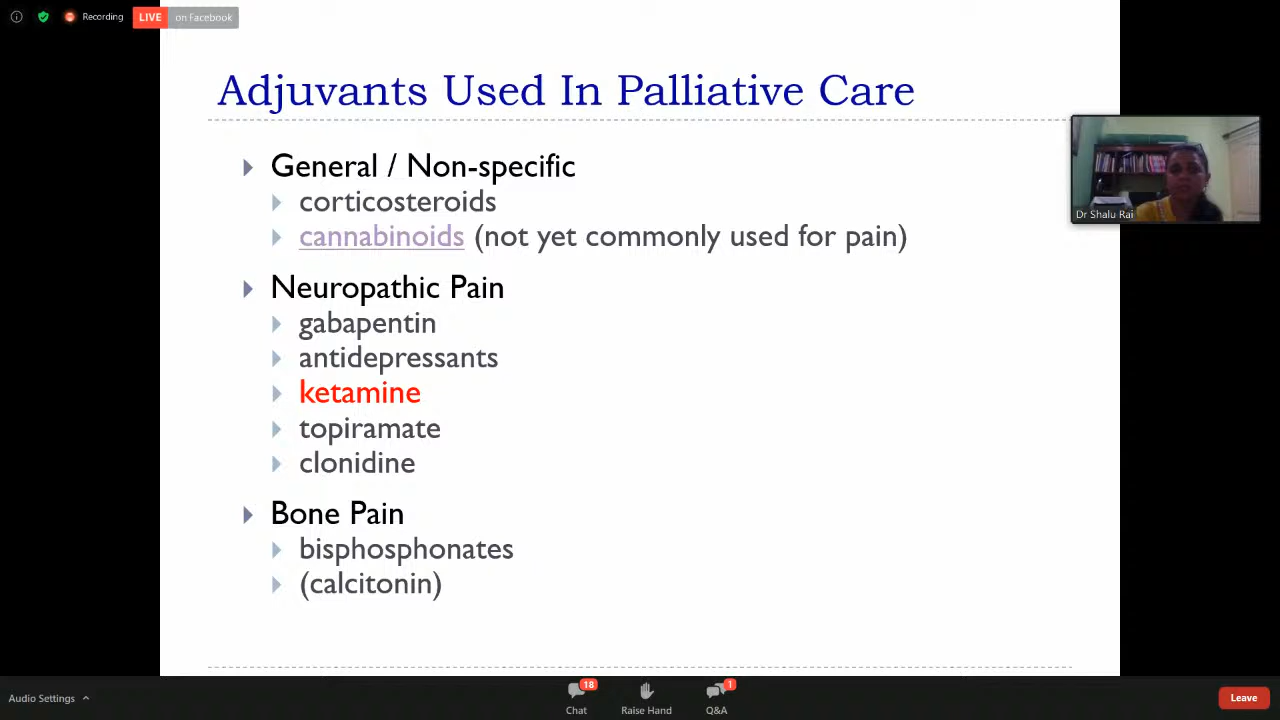 Recording
LIVE on Facebook
Adjuvants Used In Palliative Care
General / Non-specific
corticosteroids
cannabinoids (not yet commonly used for pain)
Neuropathic Pain
gabapentin
antidepressants
ketamine
topiramate
clonidine
Bone Pain
bisphosphonates
(calcitonin)
Dr Shalu Rai
Audio Settings
18
Chat
Raise Hand
1
Q&A
Leave